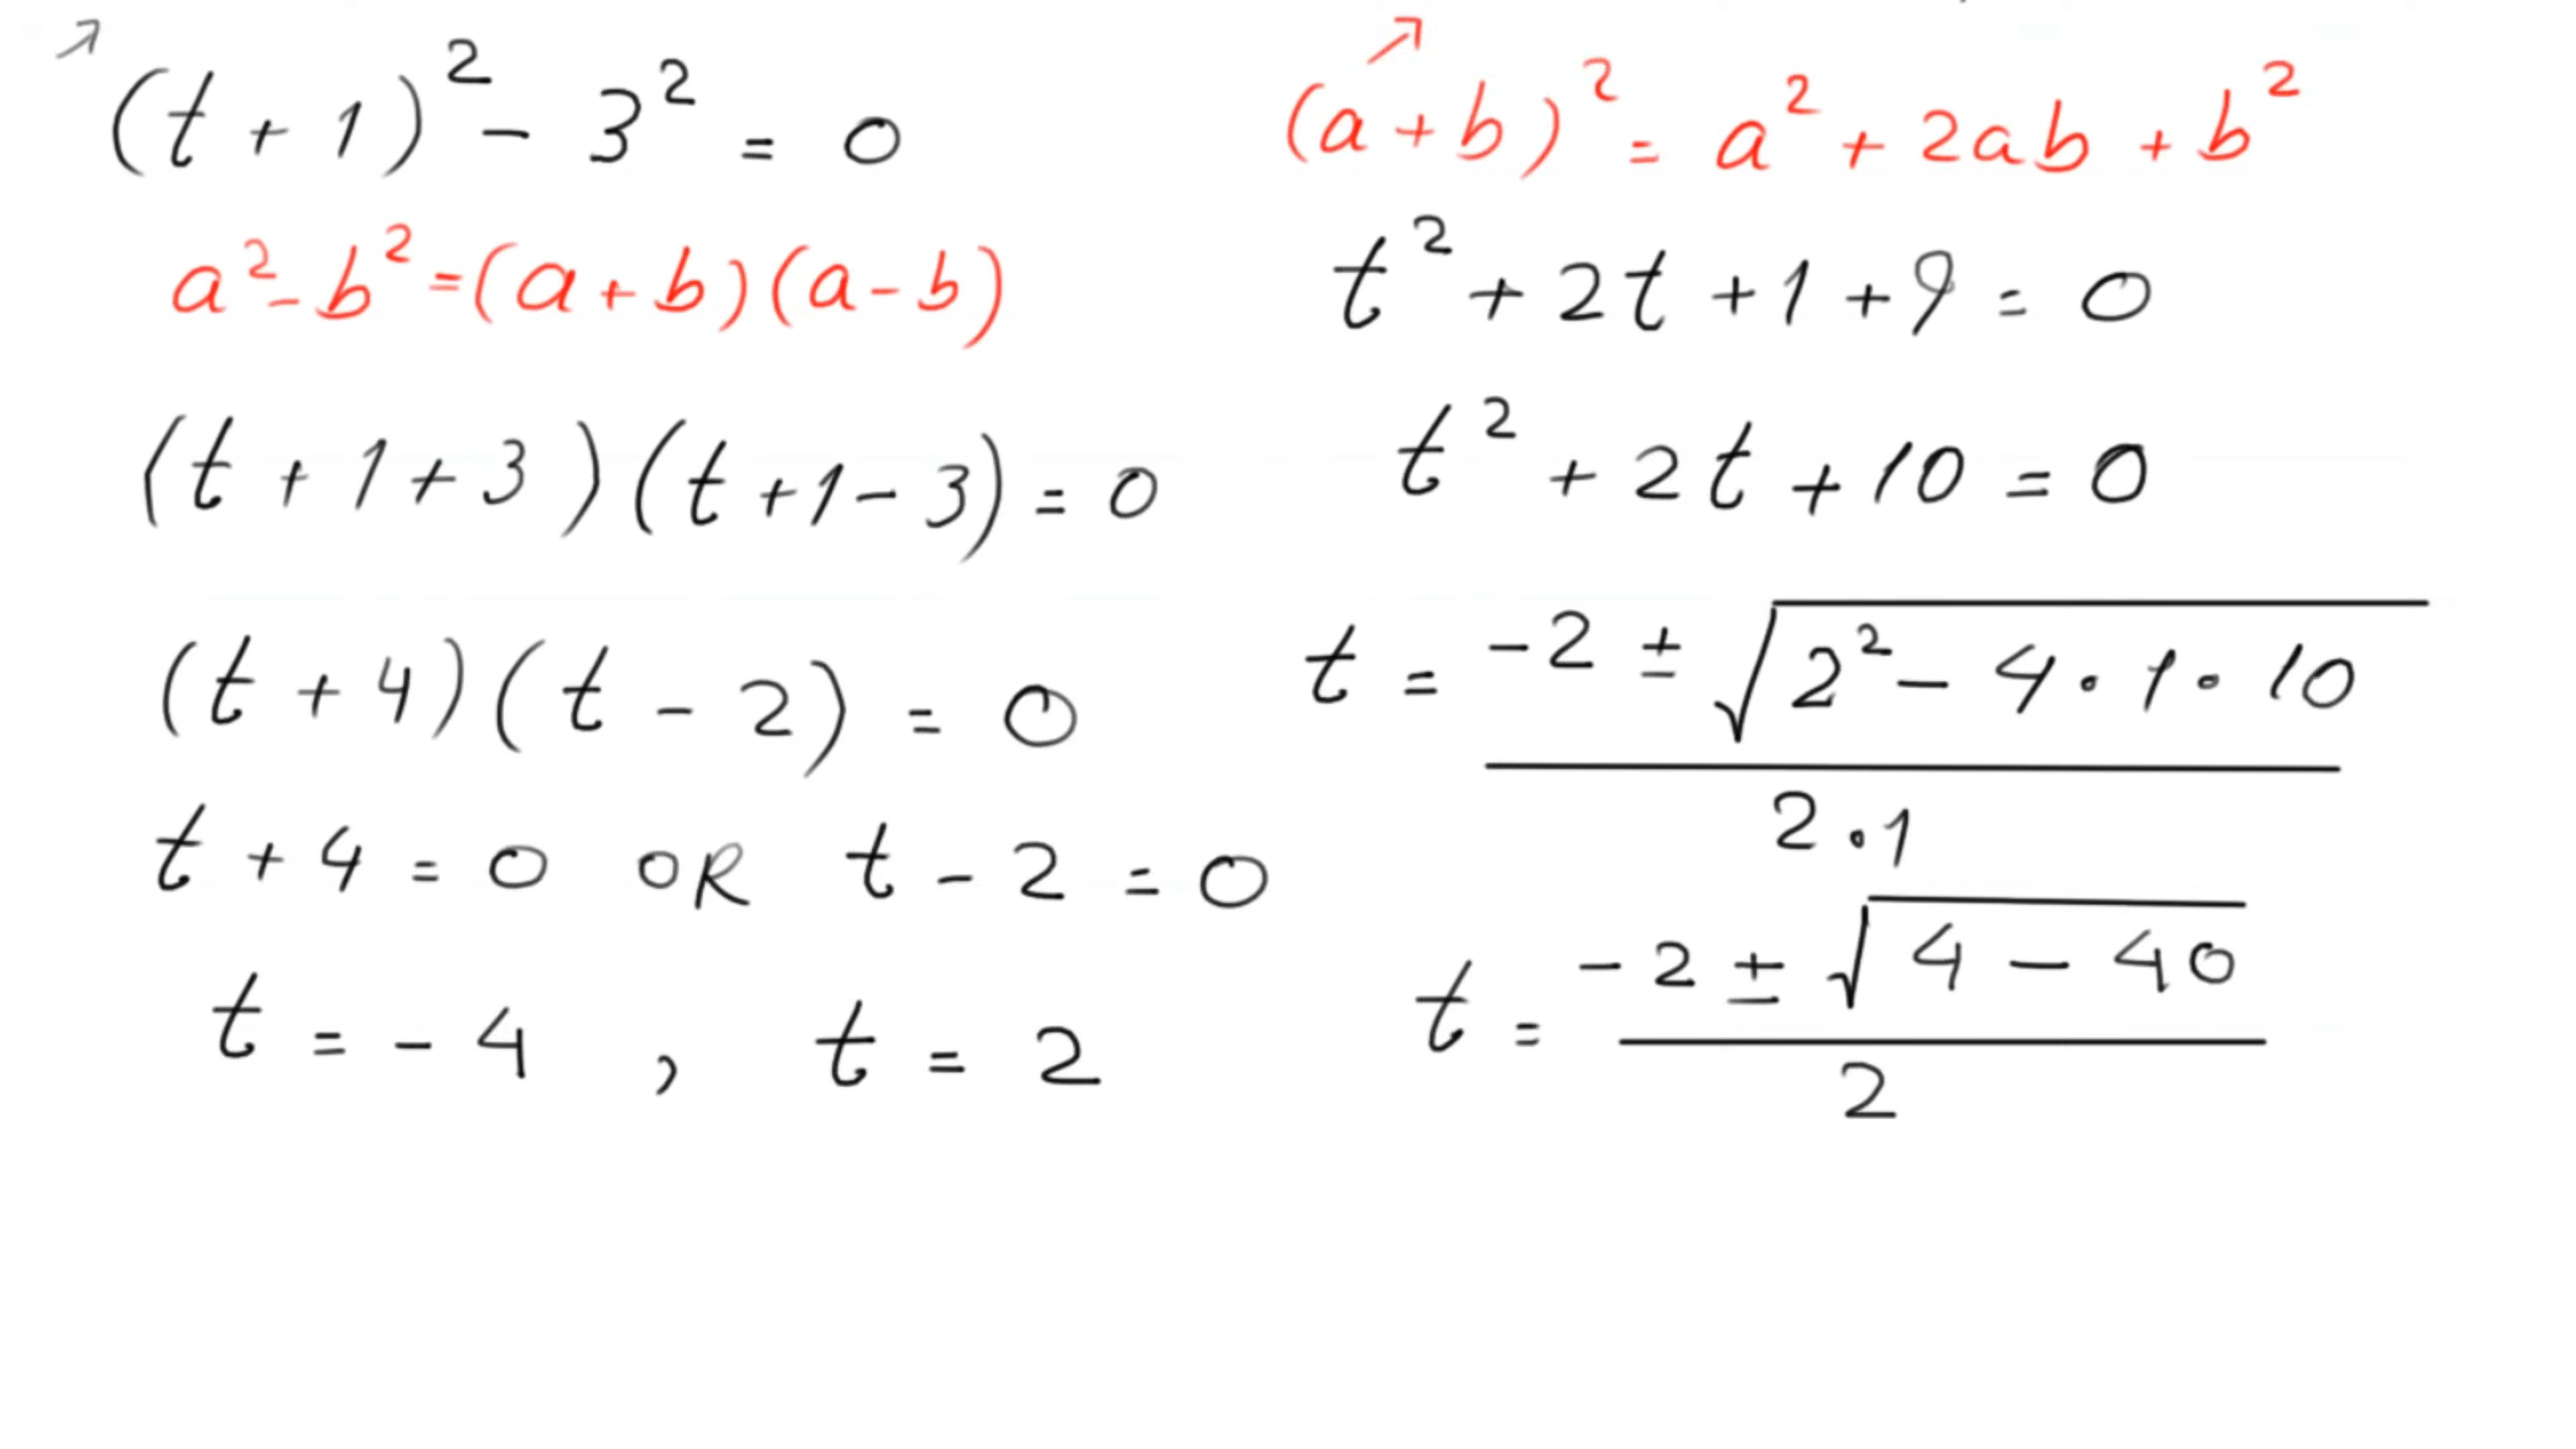 (t + 1)² - 3² = 0
a² - b² = (a + b)(a - b)
(t + 1 + 3)(t + 1 - 3) = 0
(t + 4)(t - 2) = 0
t + 4 = 0 OR t - 2 = 0
t = - 4 , t = 2
(a + b)² = a² + 2ab + b²
t² + 2t + 1 + 9 = 0
t² + 2t + 10 = 0
t = (-2 ± √(2² - 4 · 1 · 10)) / (2 · 1)
t = (-2 ± √(4 - 40)) / 2